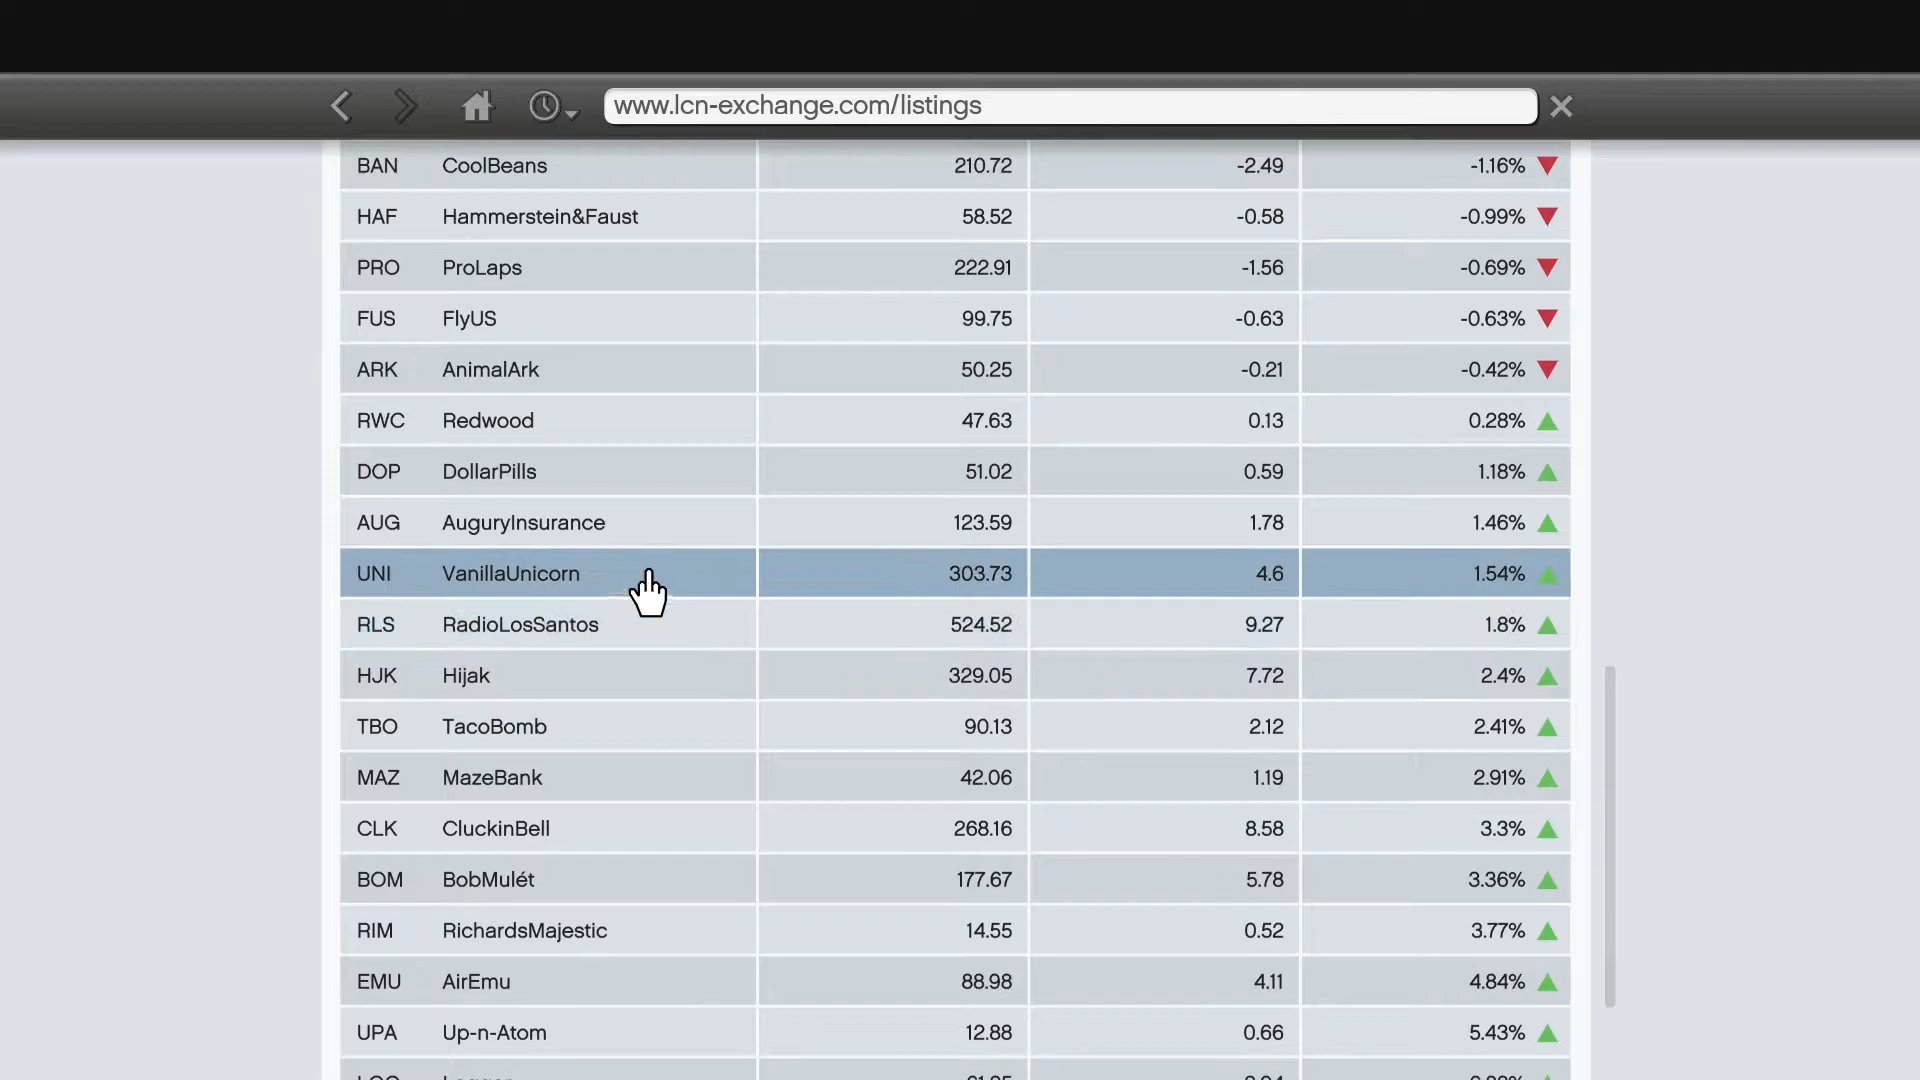 www.lcn-exchange.com/listings
BAN CoolBeans 210.72 -2.49 -1.16%
HAF Hammerstein&Faust 58.52 -0.58 -0.99%
PRO ProLaps 222.91 -1.56 -0.69%
FUS FlyUS 99.75 -0.63 -0.63%
ARK AnimalArk 50.25 -0.21 -0.42%
RWC Redwood 47.63 0.13 0.28%
DOP DollarPills 51.02 0.59 1.18%
AUG AuguryInsurance 123.59 1.78 1.46%
UNI VanillaUnicorn 303.73 4.6 1.54%
RLS RadioLosSantos 524.52 9.27 1.8%
HJK Hijak 329.05 7.72 2.4%
TBO TacoBomb 90.13 2.12 2.41%
MAZ MazeBank 42.06 1.19 2.91%
CLK CluckinBell 268.16 8.58 3.3%
BOM BobMulét 177.67 5.78 3.36%
RIM RichardsMajestic 14.55 0.52 3.77%
EMU AirEmu 88.98 4.11 4.84%
UPA Up-n-Atom 12.88 0.66 5.43%